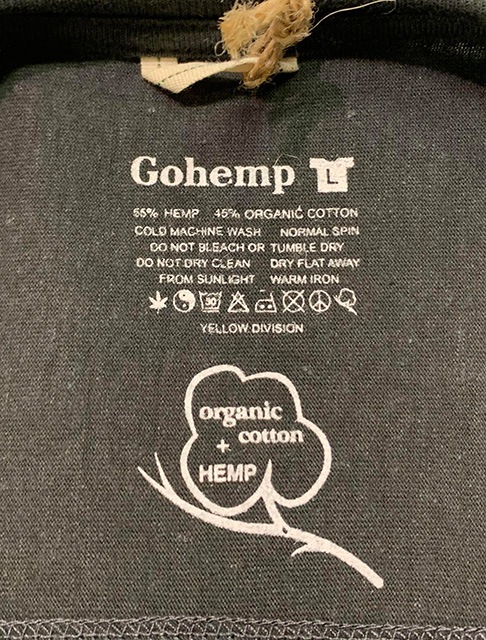 Gohemp L
55% HEMP 45% ORGANIC COTTON
COLD MACHINE WASH NORMAL SPIN
DO NOT BLEACH OR TUMBLE DRY
DO NOT DRY CLEAN DRY FLAT AWAY
FROM SUNLIGHT WARM IRON
30
YELLOW DIVISION
organic
cotton
+
HEMP